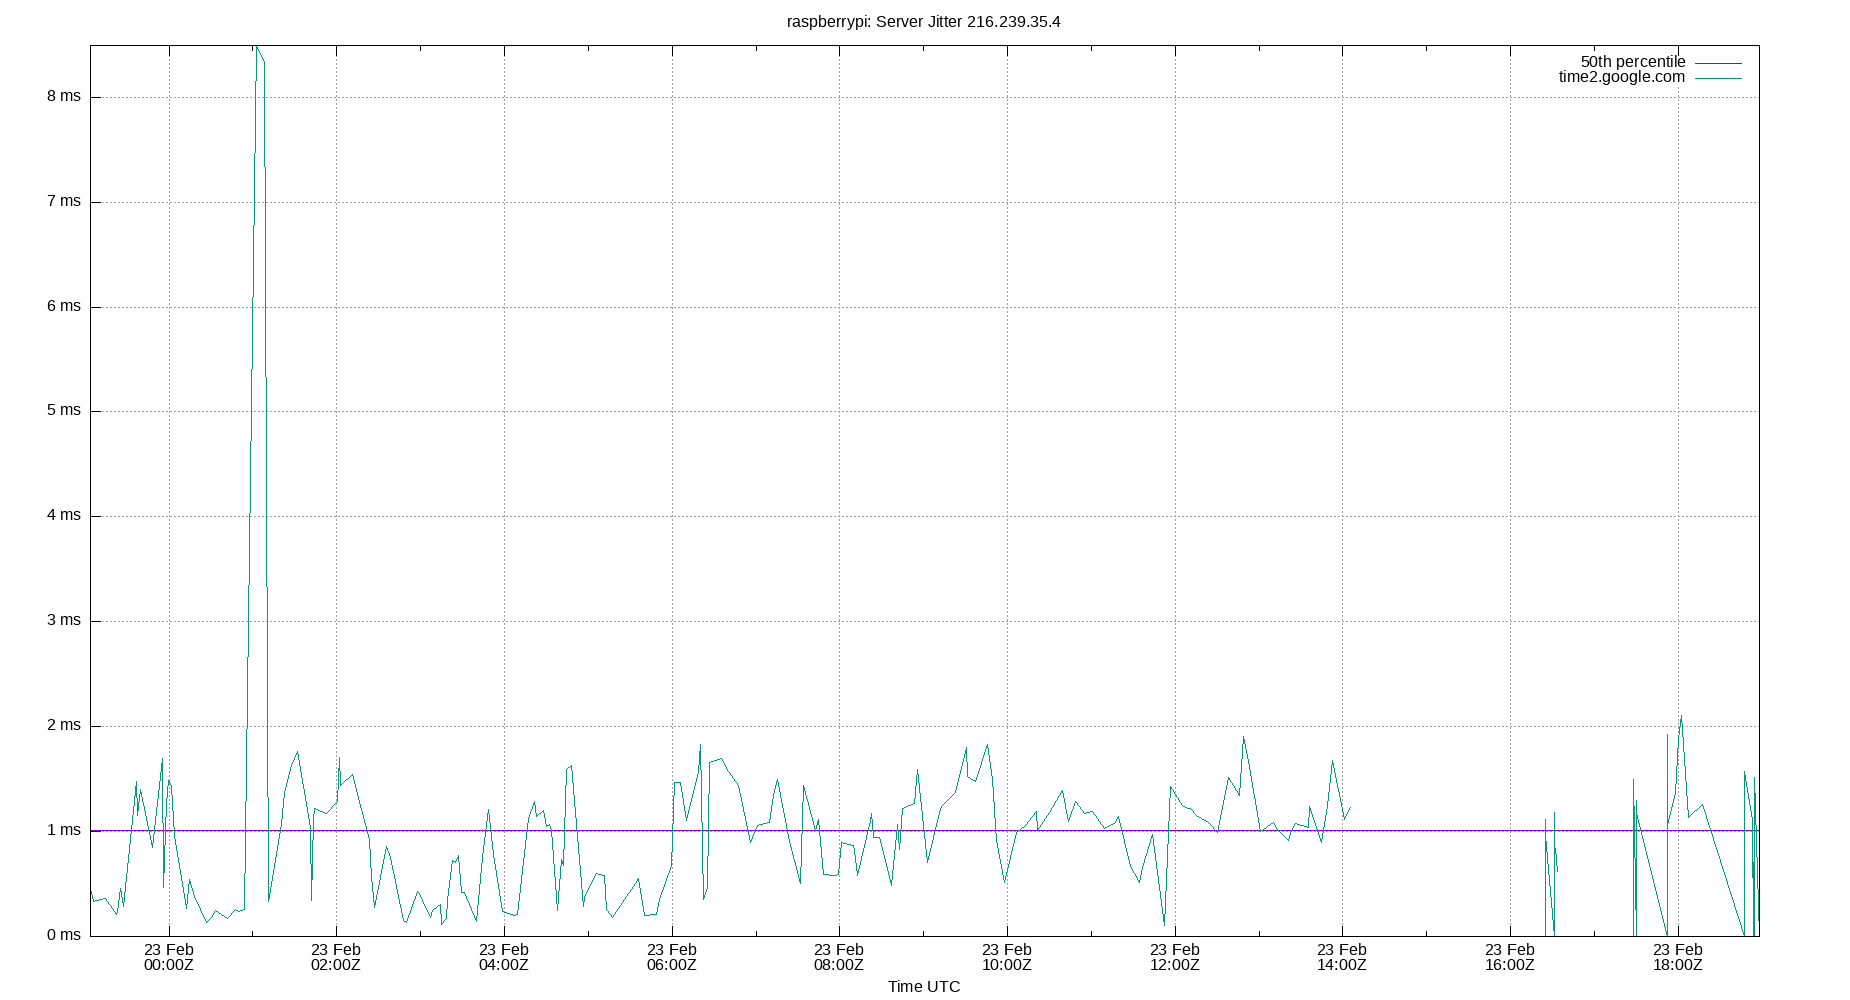 raspberrypi: Server Jitter 216.239.35.4
50th percentile
time2.google.com
8 ms
7 ms
6 ms
5 ms
4 ms
3 ms
2 ms
1 ms
0 ms
23 Feb 23 Feb 23 Feb 23 Feb 23 Feb 23 Feb 23 Feb 23 Feb 23 Feb 23 Feb
00:00Z 02:00Z 04:00Z 06:00Z 08:00Z 10:00Z 12:00Z 14:00Z 16:00Z 18:00Z
Time UTC